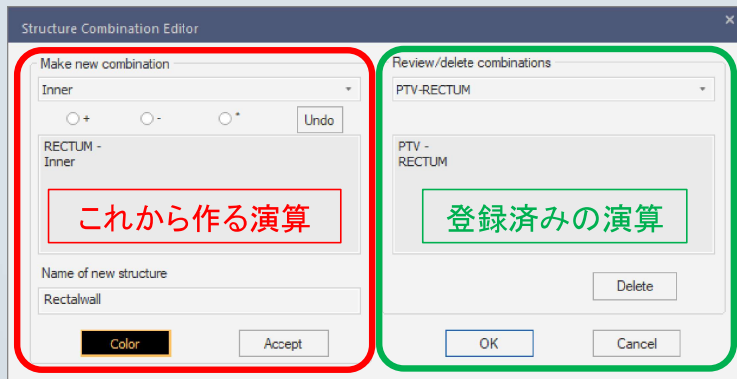 Structure Combination Editor
×
Make new combination
Inner
+
-
*
Undo
RECTUM -
Inner
これから作る演算
Name of new structure
Rectalwall
Color
Accept
Review/delete combinations
PTV-RECTUM
PTV -
RECTUM
登録済みの演算
Delete
OK
Cancel